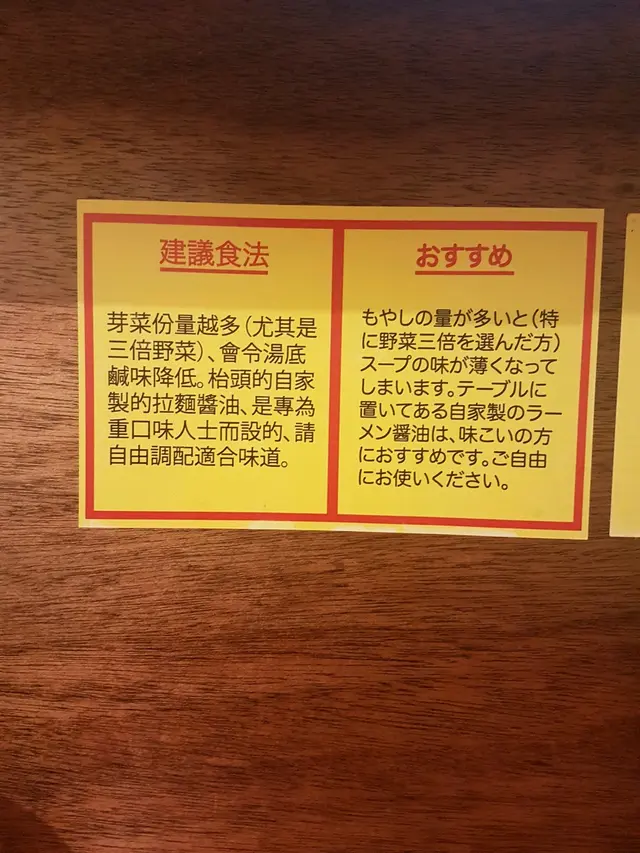 建議食法
芽菜份量越多（尤其是
三倍野菜）、會令湯底
鹹味降低。枱頭的自家
製的拉麵醬油、是專為
重口味人士而設的、請
自由調配適合味道。
おすすめ
もやしの量が多いと（特
に野菜三倍を選んだ方）
スープの味が薄くなって
しまいます。テーブルに
置いてある自家製のラー
メン醤油は、味こいの方
におすすめです。ご自由
にお使いください。